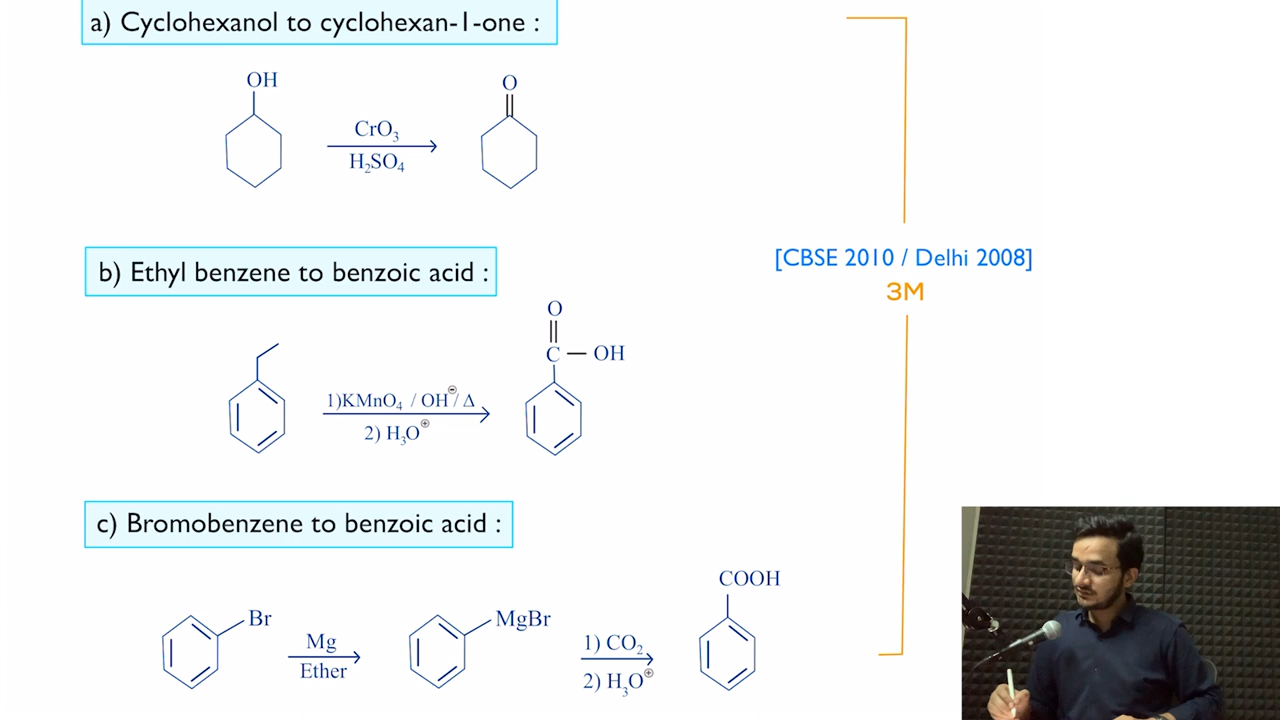 a) Cyclohexanol to cyclohexan-1-one :
OH
O
CrO₃
H₂SO₄
[CBSE 2010 / Delhi 2008]
3M
b) Ethyl benzene to benzoic acid :
O
C — OH
1)KMnO₄ / OH⊖/ Δ
2) H₃O⊕
c) Bromobenzene to benzoic acid :
COOH
Br
MgBr
Mg
Ether
1) CO₂
2) H₃O⊕